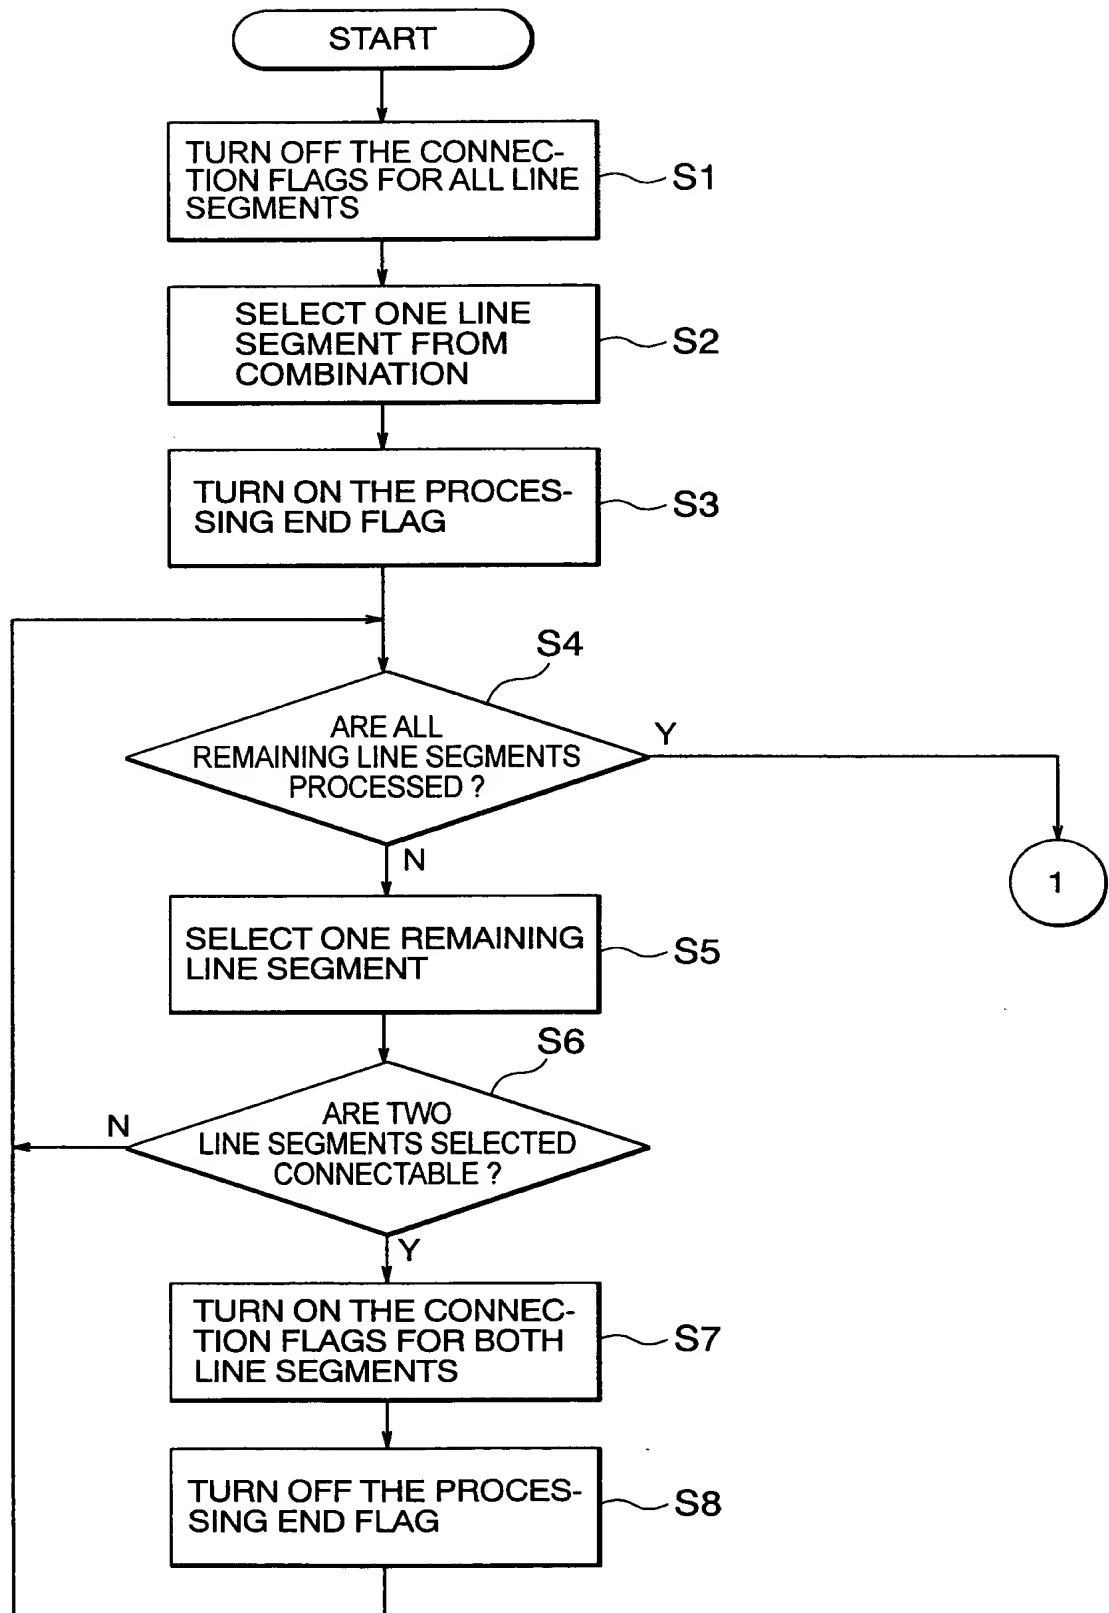 START
TURN OFF THE CONNEC-
TION FLAGS FOR ALL LINE
SEGMENTS
S1
SELECT ONE LINE
SEGMENT FROM
COMBINATION
S2
TURN ON THE PROCES-
SING END FLAG
S3
S4
ARE ALL
REMAINING LINE SEGMENTS
PROCESSED ?
Y
N
1
SELECT ONE REMAINING
LINE SEGMENT
S5
S6
ARE TWO
LINE SEGMENTS SELECTED
CONNECTABLE ?
N
Y
TURN ON THE CONNEC-
TION FLAGS FOR BOTH
LINE SEGMENTS
S7
TURN OFF THE PROCES-
SING END FLAG
S8